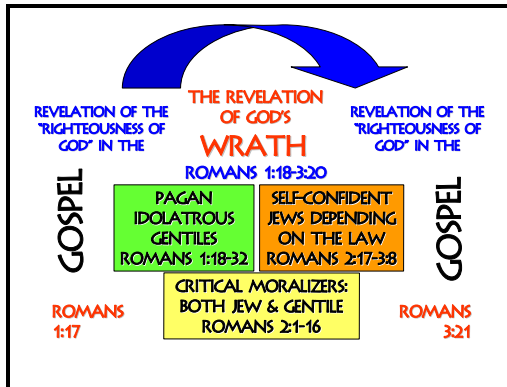 REVELATION OF THE
"RIGHTEOUSNESS OF
GOD" IN THE
GOSPEL
ROMANS
1:17
THE REVELATION
OF GOD'S
WRATH
ROMANS 1:18-3:20
PAGAN
IDOLATROUS
GENTILES
ROMANS 1:18-32
SELF-CONFIDENT
JEWS DEPENDING
ON THE LAW
ROMANS 2:17-3:8
CRITICAL MORALIZERS:
BOTH JEW & GENTILE
ROMANS 2:1-16
REVELATION OF THE
"RIGHTEOUSNESS OF
GOD" IN THE
GOSPEL
ROMANS
3:21